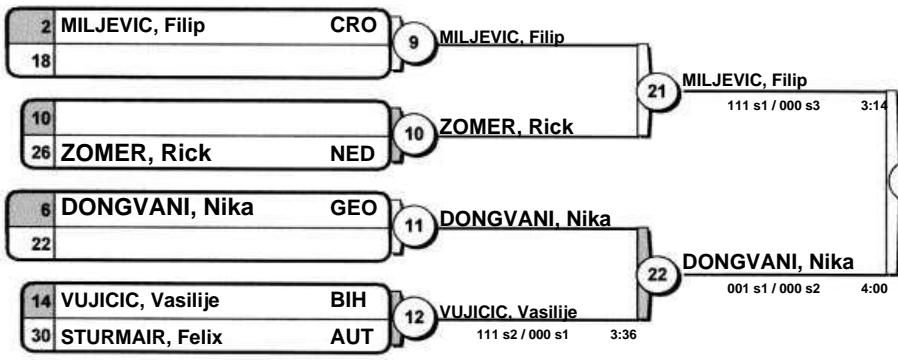 2 MILJEVIC, Filip CRO
18
9 MILJEVIC, Filip
21 MILJEVIC, Filip
111 s1 / 000 s3 3:14
10
26 ZOMER, Rick NED
10 ZOMER, Rick
6 DONGVANI, Nika GEO
22
11 DONGVANI, Nika
22 DONGVANI, Nika
001 s1 / 000 s2 4:00
14 VUJICIC, Vasilije BIH
30 STURMAIR, Felix AUT
12 VUJICIC, Vasilije
111 s2 / 000 s1 3:36